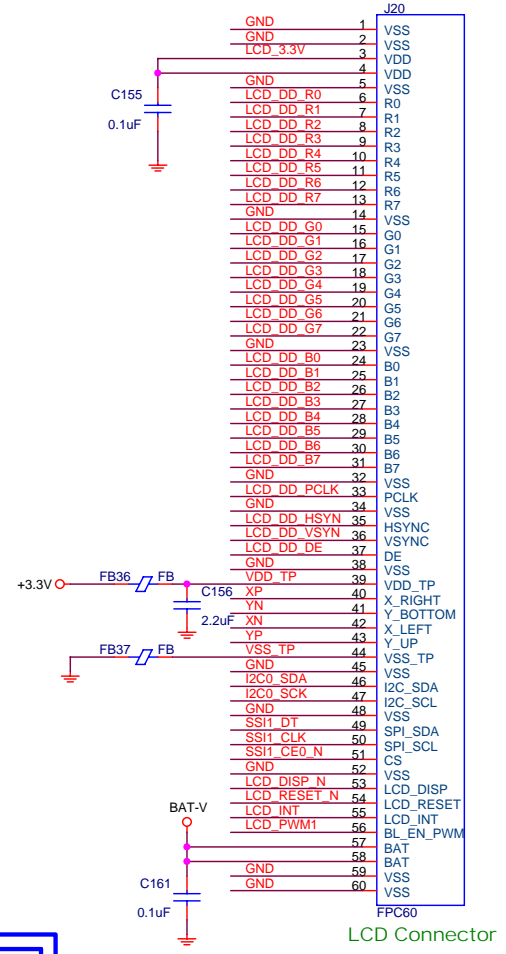 J20
GND 1 VSS
GND 2 VSS
LCD_3.3V 3 VDD
4 VDD
GND 5 VSS
LCD_DD_R0 6 R0
LCD_DD_R1 7 R1
LCD_DD_R2 8 R2
LCD_DD_R3 9 R3
LCD_DD_R4 10 R4
LCD_DD_R5 11 R5
LCD_DD_R6 12 R6
LCD_DD_R7 13 R7
GND 14 VSS
LCD_DD_G0 15 G0
LCD_DD_G1 16 G1
LCD_DD_G2 17 G2
LCD_DD_G3 18 G3
LCD_DD_G4 19 G4
LCD_DD_G5 20 G5
LCD_DD_G6 21 G6
LCD_DD_G7 22 G7
GND 23 VSS
LCD_DD_B0 24 B0
LCD_DD_B1 25 B1
LCD_DD_B2 26 B2
LCD_DD_B3 27 B3
LCD_DD_B4 28 B4
LCD_DD_B5 29 B5
LCD_DD_B6 30 B6
LCD_DD_B7 31 B7
GND 32 VSS
LCD_DD_PCLK 33 PCLK
GND 34 VSS
LCD_DD_HSYN 35 HSYNC
LCD_DD_VSYN 36 VSYNC
LCD_DD_DE 37 DE
GND 38 VSS
VDD_TP 39 VDD_TP
XP 40 X_RIGHT
YN 41 Y_BOTTOM
XN 42 X_LEFT
YP 43 Y_UP
VSS_TP 44 VSS_TP
GND 45 VSS
I2C0_SDA 46 I2C_SDA
I2C0_SCK 47 I2C_SCL
GND 48 VSS
SSI1_DT 49 SPI_SDA
SSI1_CLK 50 SPI_SCL
SSI1_CE0_N 51 CS
GND 52 VSS
LCD_DISP_N 53 LCD_DISP
LCD_RESET_N 54 LCD_RESET
LCD_INT 55 LCD_INT
LCD_PWM1 56 BL_EN_PWM
57 BAT
58 BAT
GND 59 VSS
GND 60 VSS
FPC60
LCD Connector
C155
0.1uF
+3.3V FB36 FB
C156
2.2uF
FB37 FB
BAT-V
C161
0.1uF